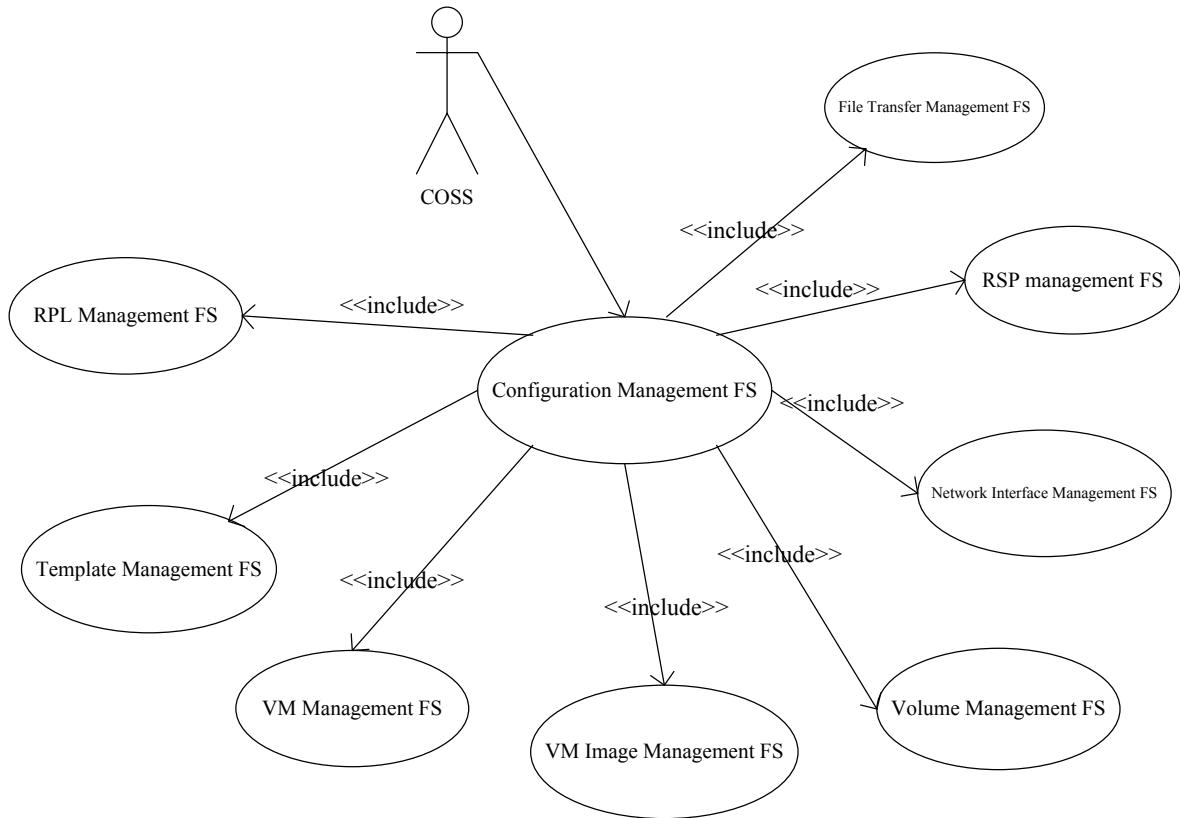 File Transfer Management FS
COSS
<<include>>
RSP management FS
<<include>>
<<include>>
RPL Management FS
Configuration Management FS
<<include>>
<<include>>
Network Interface Management FS
<<include>>
Template Management FS
<<include>>
<<include>>
<<include>>
VM Management FS
Volume Management FS
VM Image Management FS